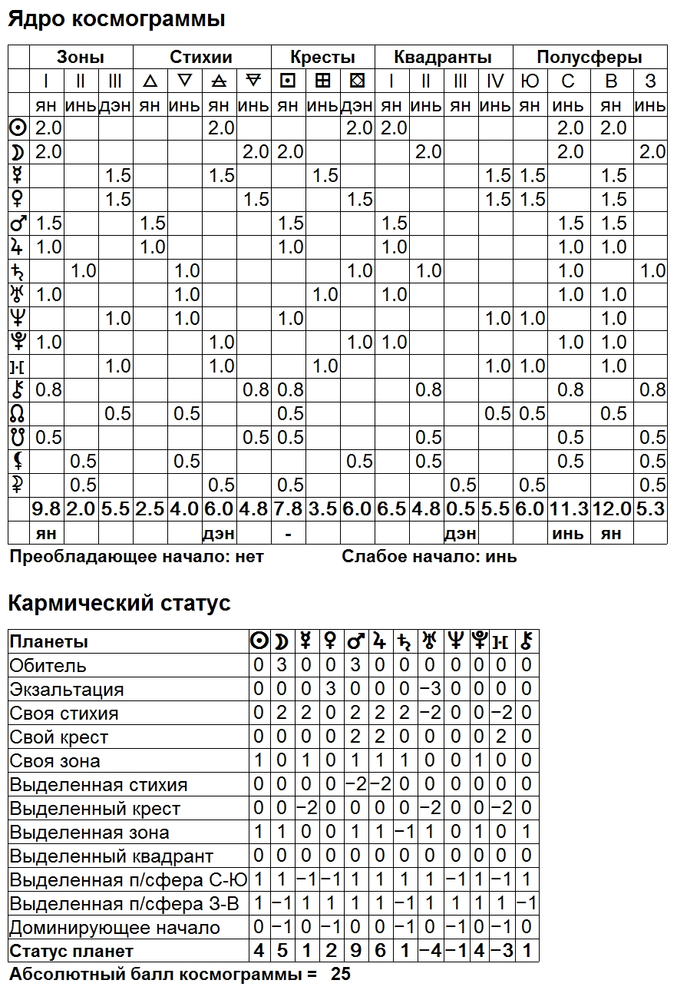 Ядро космограммы
Зоны Стихии Кресты Квадранты Полусферы
I II III 🜂 🜃 🜁 🜄 ⊡ ⊞ I II III IV Ю С В З
ян инь дэн ян инь ян инь ян инь дэн ян инь ян инь ян инь ян инь
☉ 2.0 2.0 2.0 2.0 2.0 2.0
☽ 2.0 2.0 2.0 2.0 2.0 2.0
☿ 1.5 1.5 1.5 1.5 1.5 1.5
♀ 1.5 1.5 1.5 1.5 1.5 1.5
♂ 1.5 1.5 1.5 1.5 1.5 1.5
♃ 1.0 1.0 1.0 1.0 1.0 1.0
♄ 1.0 1.0 1.0 1.0 1.0 1.0
♅ 1.0 1.0 1.0 1.0 1.0 1.0
♆ 1.0 1.0 1.0 1.0 1.0 1.0
♇ 1.0 1.0 1.0 1.0 1.0 1.0
]·[ 1.0 1.0 1.0 1.0 1.0 1.0
⚷ 0.8 0.8 0.8 0.8 0.8 0.8
☊ 0.5 0.5 0.5 0.5 0.5 0.5
☋ 0.5 0.5 0.5 0.5 0.5 0.5
⚸ 0.5 0.5 0.5 0.5 0.5 0.5
0.5 0.5 0.5 0.5 0.5 0.5
9.8 2.0 5.5 2.5 4.0 6.0 4.8 7.8 3.5 6.0 6.5 4.8 0.5 5.5 6.0 11.3 12.0 5.3
ян дэн - дэн инь ян
Преобладающее начало: нет Слабое начало: инь
Кармический статус
Планеты ☉ ☽ ☿ ♀ ♂ ♃ ♄ ♅ ♆ ♇ ]·[ ⚷
Обитель 0 3 0 0 3 0 0 0 0 0 0 0
Экзальтация 0 0 0 3 0 0 0 −3 0 0 0 0
Своя стихия 0 2 2 0 2 2 2 −2 0 0 −2 0
Свой крест 0 0 0 0 2 2 0 0 0 0 2 0
Своя зона 1 0 1 0 1 1 1 0 0 1 0 0
Выделенная стихия 0 0 0 0 −2 −2 0 0 0 0 0 0
Выделенный крест 0 0 −2 0 0 0 0 −2 0 0 −2 0
Выделенная зона 1 1 0 0 1 1 −1 1 0 1 0 1
Выделенный квадрант 0 0 0 0 0 0 0 0 0 0 0 0
Выделенная п/сфера С-Ю 1 1 −1 −1 1 1 1 1 −1 1 −1 1
Выделенная п/сфера З-В 1 −1 1 1 1 1 −1 1 1 1 1 −1
Доминирующее начало 0 −1 0 −1 0 0 −1 0 −1 0 −1 0
Статус планет 4 5 1 2 9 6 1 −4 −1 4 −3 1
Абсолютный балл космограммы = 25